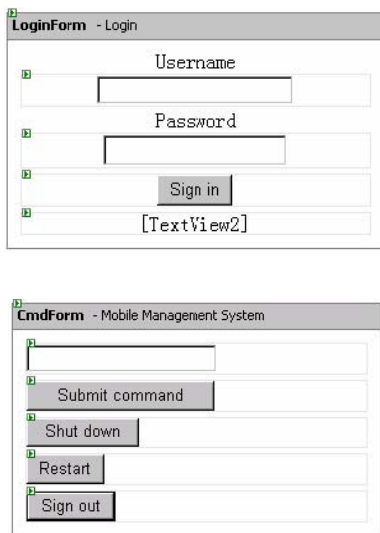 LoginForm - Login
Username
Password
Sign in
[TextView2]
CmdForm - Mobile Management System
Submit command
Shut down
Restart
Sign out